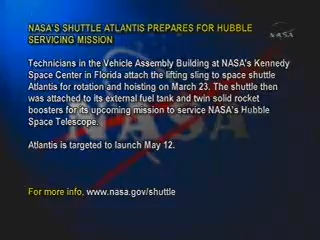 NASA'S SHUTTLE ATLANTIS PREPARES FOR HUBBLE
SERVICING MISSION
NASA
Technicians in the Vehicle Assembly Building at NASA's Kennedy
Space Center in Florida attach the lifting sling to space shuttle
Atlantis for rotation and hoisting on March 23. The shuttle then
was attached to its external fuel tank and twin solid rocket
boosters for its upcoming mission to service NASA's Hubble
Space Telescope.
Atlantis is targeted to launch May 12.
For more info, www.nasa.gov/shuttle
NASA